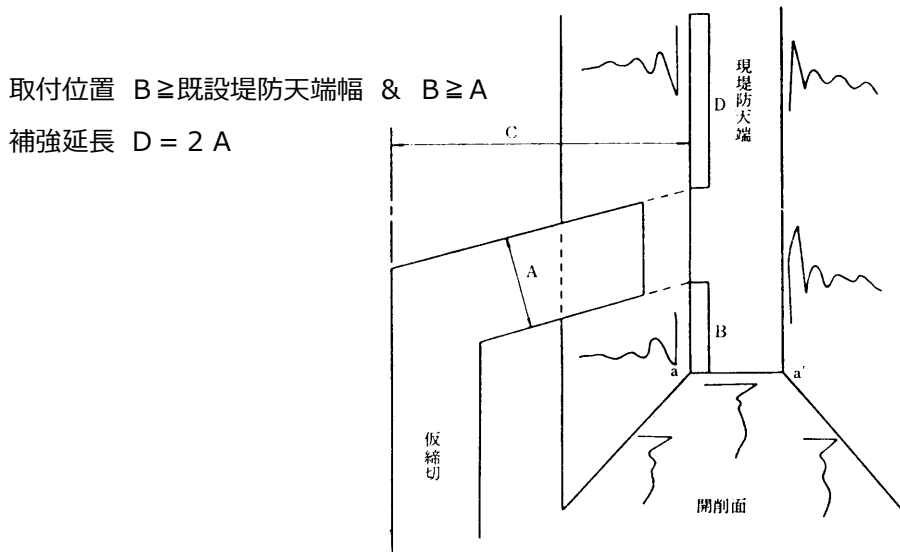 取付位置 B≧既設堤防天端幅 & B≧A
補強延長 D=2A
現堤防天端
D
C
A
B
a
a'
仮締切
開削面